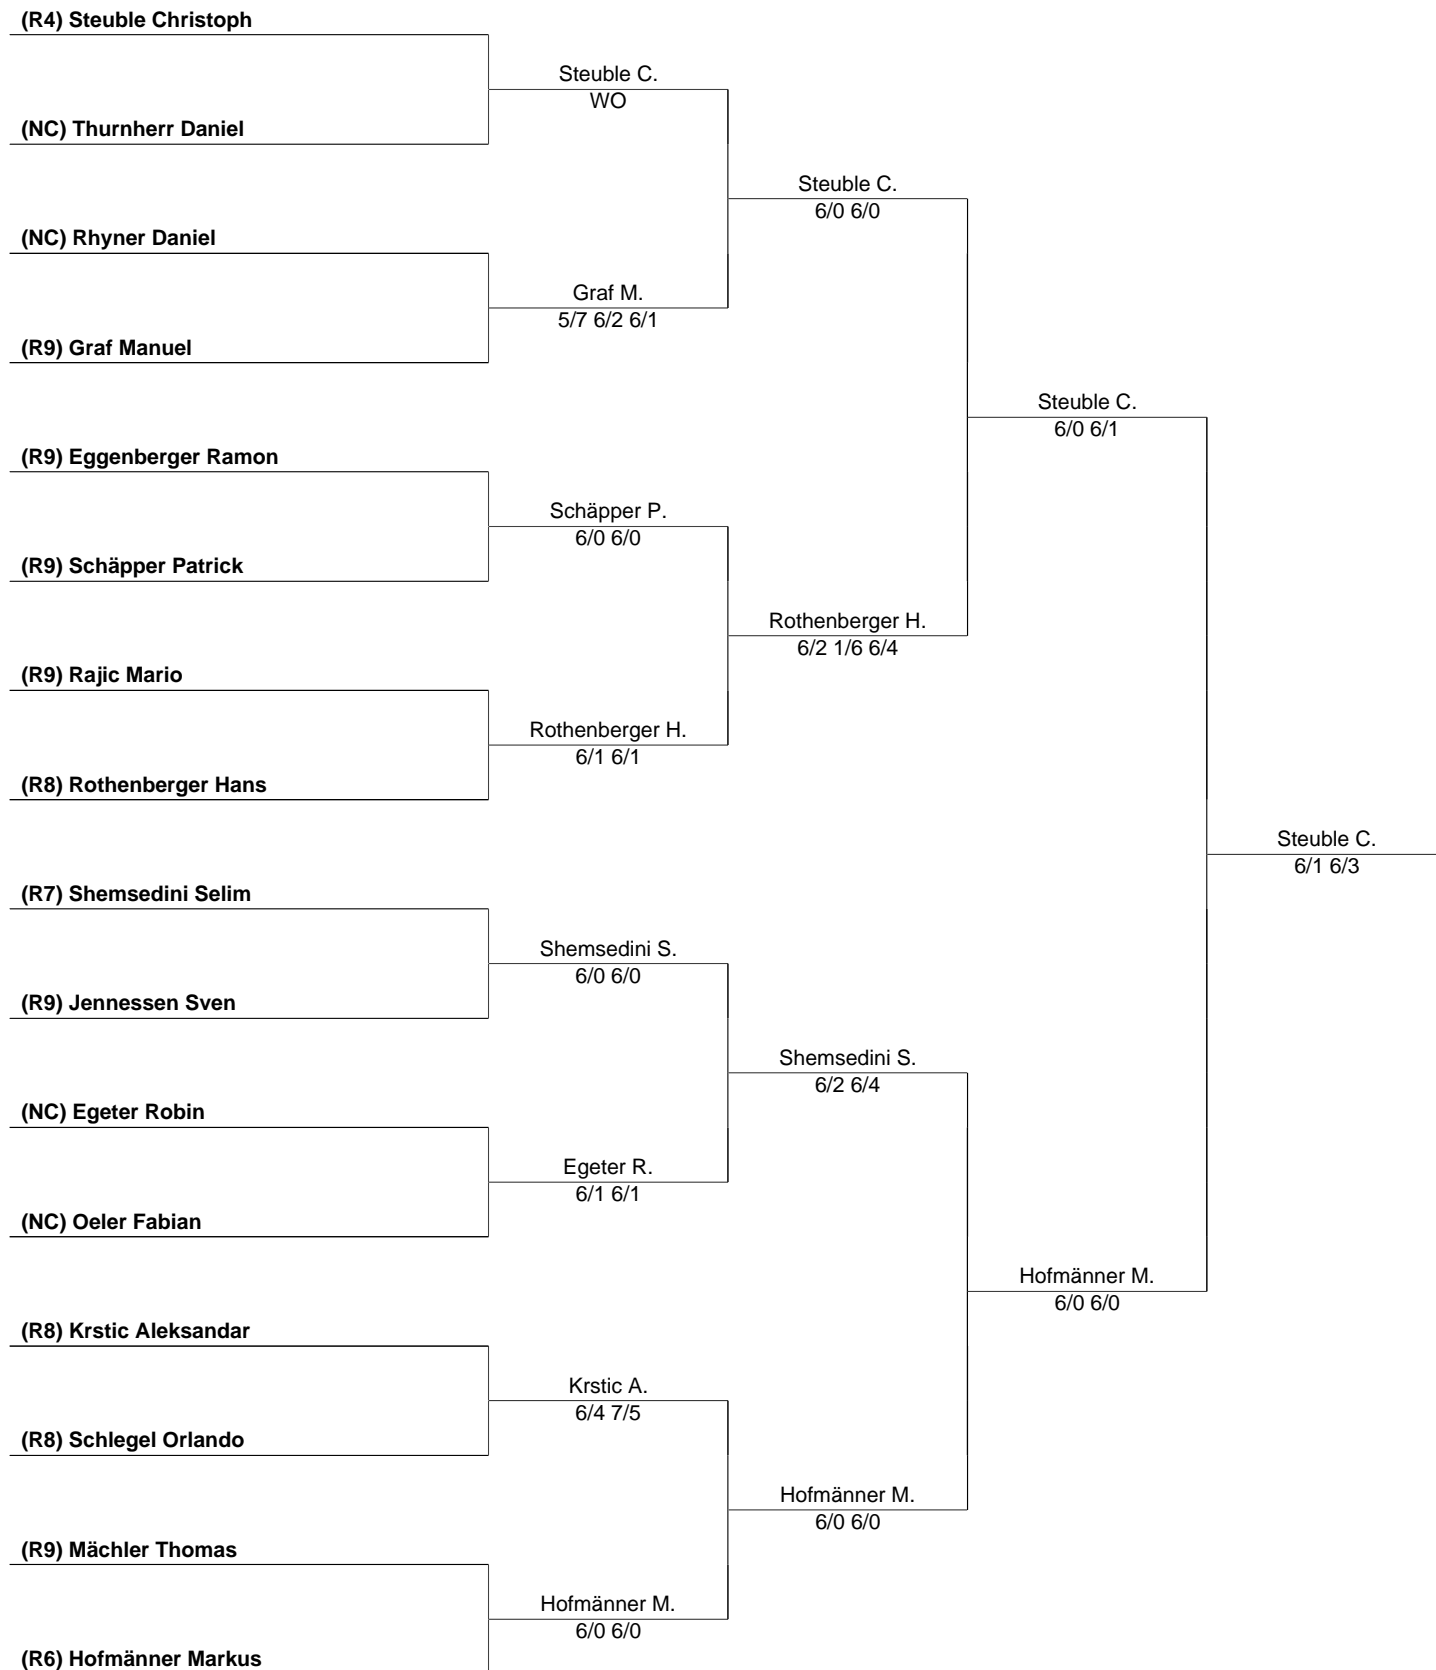 (R4) Steuble Christoph
Steuble C.
WO
(NC) Thurnherr Daniel
Steuble C.
6/0 6/0
(NC) Rhyner Daniel
Graf M.
5/7 6/2 6/1
(R9) Graf Manuel
Steuble C.
6/0 6/1
(R9) Eggenberger Ramon
Schäpper P.
6/0 6/0
(R9) Schäpper Patrick
Rothenberger H.
6/2 1/6 6/4
(R9) Rajic Mario
Rothenberger H.
6/1 6/1
(R8) Rothenberger Hans
Steuble C.
6/1 6/3
(R7) Shemsedini Selim
Shemsedini S.
6/0 6/0
(R9) Jennessen Sven
Shemsedini S.
6/2 6/4
(NC) Egeter Robin
Egeter R.
6/1 6/1
(NC) Oeler Fabian
Hofmänner M.
6/0 6/0
(R8) Krstic Aleksandar
Krstic A.
6/4 7/5
(R8) Schlegel Orlando
Hofmänner M.
6/0 6/0
(R9) Mächler Thomas
Hofmänner M.
6/0 6/0
(R6) Hofmänner Markus